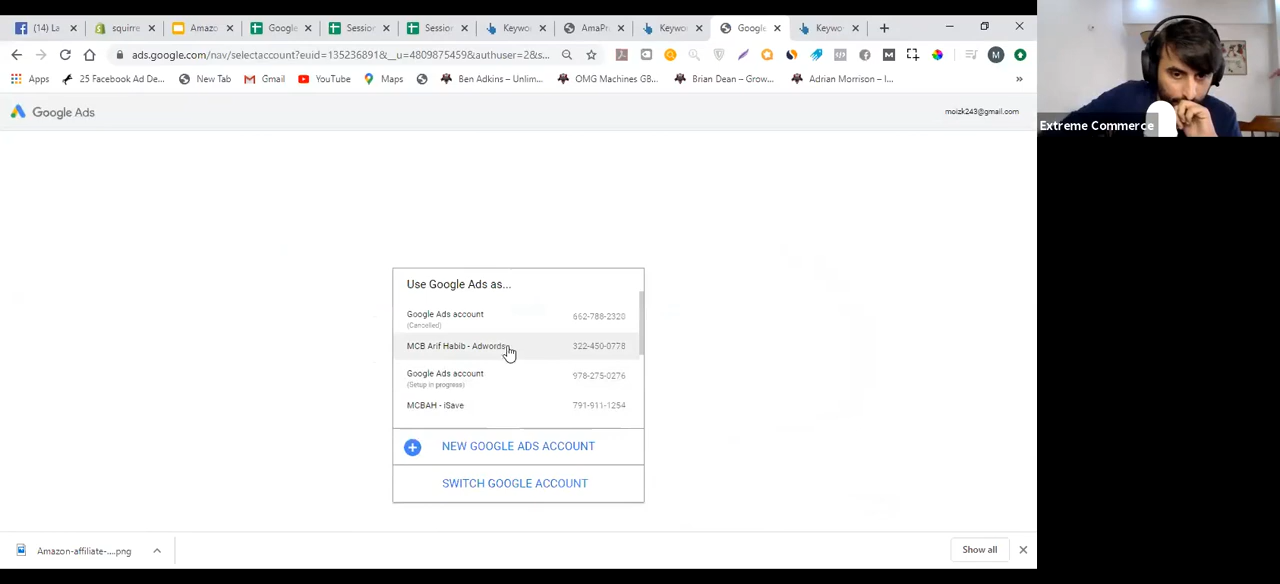 (14) La
squirre
Amazo
Google
Session
Session
Keywo
AmaPr
Keywo
Google
Keywo
ads.google.com/nav/selectaccount?euid=135236891&__u=4809875459&authuser=2&s...
Apps
25 Facebook Ad De...
New Tab
Gmail
YouTube
Maps
Ben Adkins – Unlim...
OMG Machines GB...
Brian Dean – Grow...
Adrian Morrison – I...
»
Google Ads
moizk243@gmail.com
Extreme Commerce
Use Google Ads as...
Google Ads account 662-788-2320
(Cancelled)
MCB Arif Habib - Adwords 322-450-0778
Google Ads account 978-275-0276
(Setup in progress)
MCBAH - iSave 791-911-1254
NEW GOOGLE ADS ACCOUNT
SWITCH GOOGLE ACCOUNT
Amazon-affiliate-....png
Show all